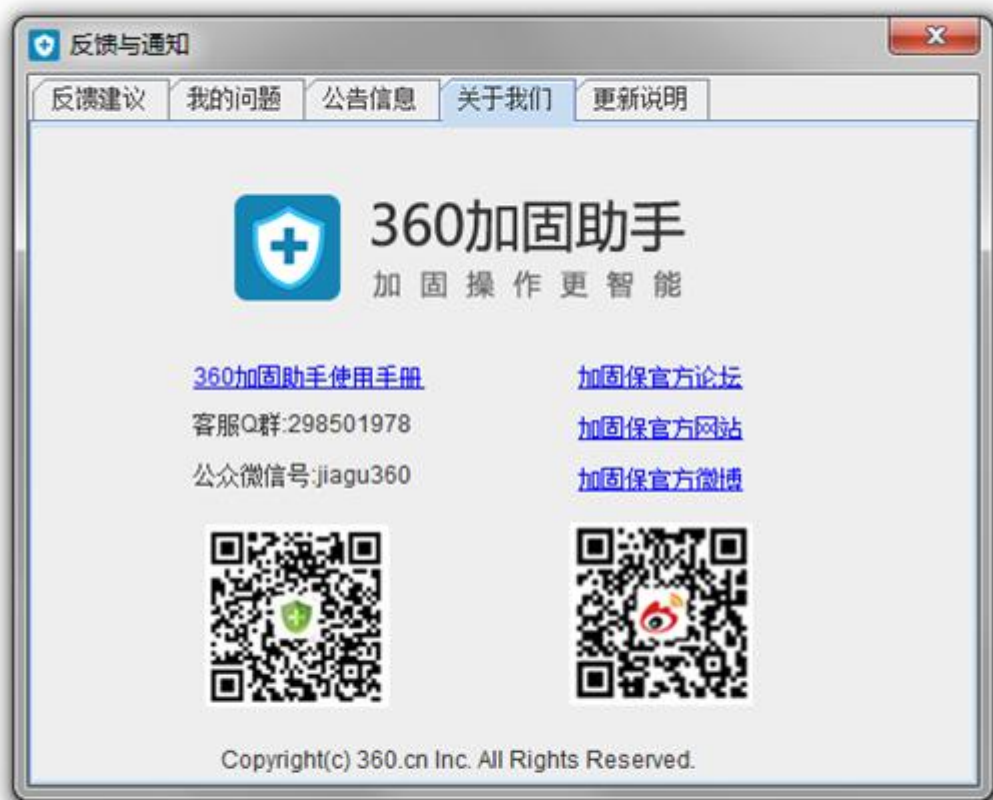 反馈与通知
反馈建议 我的问题 公告信息 关于我们 更新说明
360加固助手
加固操作更智能
360加固助手使用手册 加固保官方论坛
客服Q群:298501978 加固保官方网站
公众微信号:jiagu360 加固保官方微博
Copyright(c) 360.cn Inc. All Rights Reserved.